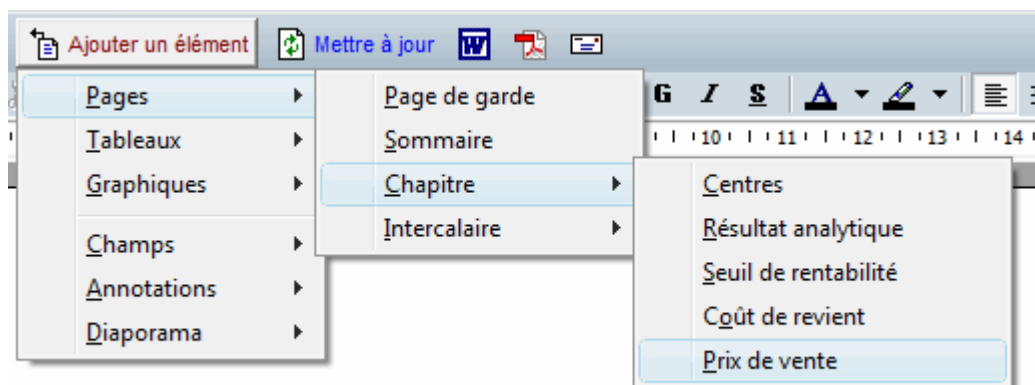 Ajouter un élément Mettre à jour W
Pages
Tableaux
Graphiques
Champs
Annotations
Diaporama
Page de garde
Sommaire
Chapitre
Intercalaire
G I S A
10 11 12 13 14
Centres
Résultat analytique
Seuil de rentabilité
Coût de revient
Prix de vente